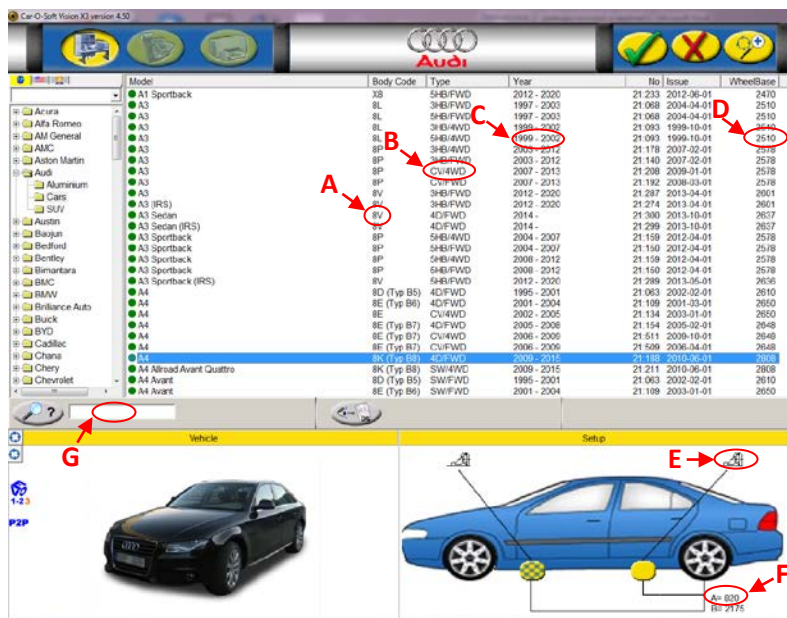 Car-O-Soft Vision X3 version 4.50
Audi
Model Body Code Type Year No Issue WheelBase
A1 Sportback X8 5HB/FWD 2012 - 2020 21:233 2012-06-01 2470
A3 8L 3HB/FWD 1997 - 2003 21:068 2004-04-01 2510
A3 8L 5HB/FWD 1997 - 2003 21:068 2004-04-01 2510
A3 8L 3HB/4WD 1999 - 2002 21:093 1999-10-01 2510
A3 8L 5HB/4WD 1999 - 2002 21:093 1999-10-01 2510
A3 8P 3HB/4WD 2003 - 2012 21:178 2007-02-01 2578
A3 8P 3HB/FWD 2003 - 2012 21:140 2007-02-01 2578
A3 8P CV/4WD 2007 - 2013 21:208 2009-01-01 2578
A3 8P CV/FWD 2007 - 2013 21:192 2008-03-01 2578
A3 8V 3HB/FWD 2012 - 2020 21:287 2013-04-01 2601
A3 (IRS) 8V 3HB/FWD 2012 - 2020 21:274 2013-04-01 2601
A3 Sedan 8V 4D/FWD 2014 - 21:300 2013-10-01 2637
A3 Sedan (IRS) 8V 4D/FWD 2014 - 21:299 2013-10-01 2637
A3 Sportback 8P 5HB/4WD 2004 - 2007 21:159 2012-04-01 2578
A3 Sportback 8P 5HB/FWD 2004 - 2007 21:150 2012-04-01 2578
A3 Sportback 8P 5HB/4WD 2008 - 2012 21:159 2012-04-01 2578
A3 Sportback 8P 5HB/FWD 2008 - 2012 21:150 2012-04-01 2578
A3 Sportback (IRS) 8V 5HB/FWD 2012 - 2020 21:289 2013-05-01 2636
A4 8D (Typ B5) 4D/FWD 1995 - 2001 21:063 2002-02-01 2610
A4 8E (Typ B6) 4D/FWD 2001 - 2004 21:109 2001-03-01 2650
A4 8E CV/4WD 2002 - 2005 21:134 2003-01-01 2650
A4 8E (Typ B7) 4D/FWD 2005 - 2008 21:154 2005-02-01 2648
A4 8E (Typ B7) CV/4WD 2006 - 2009 21:511 2009-10-01 2648
A4 8E (Typ B7) CV/FWD 2006 - 2009 21:509 2006-04-01 2648
A4 8K (Typ B8) 4D/FWD 2009 - 2015 21:188 2010-06-01 2808
A4 Allroad Avant Quattro 8K (Typ B8) SW/4WD 2009 - 2015 21:211 2010-06-01 2808
A4 Avant 8D (Typ B5) SW/FWD 1995 - 2001 21:063 2002-02-01 2610
A4 Avant 8E (Typ B6) SW/4WD 2001 - 2004 21:109 2003-01-01 2650
Acura
Alfa Romeo
AM General
AMC
Aston Martin
Audi
Aluminium
Cars
SUV
Austin
Baojun
Bedford
Bentley
Bimantara
BMC
BMW
Brilliance Auto
Buick
BYD
Cadillac
Chana
Chery
Chevrolet
A
B
C
D
?
G
Vehicle
Setup
1-2 3
P2P
E
F
A= 820
B= 2175